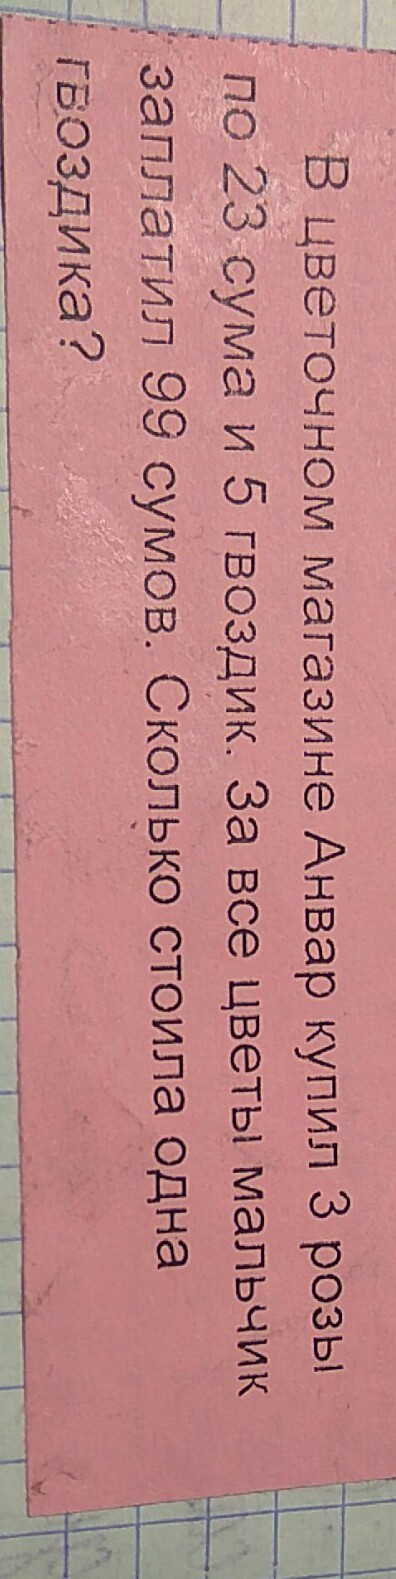 В цветочном магазине Анвар купил 3 розы
по 23 сума и 5 гвоздик. За все цветы мальчик
заплатил 99 сумов. Сколько стоила одна
гвоздика?